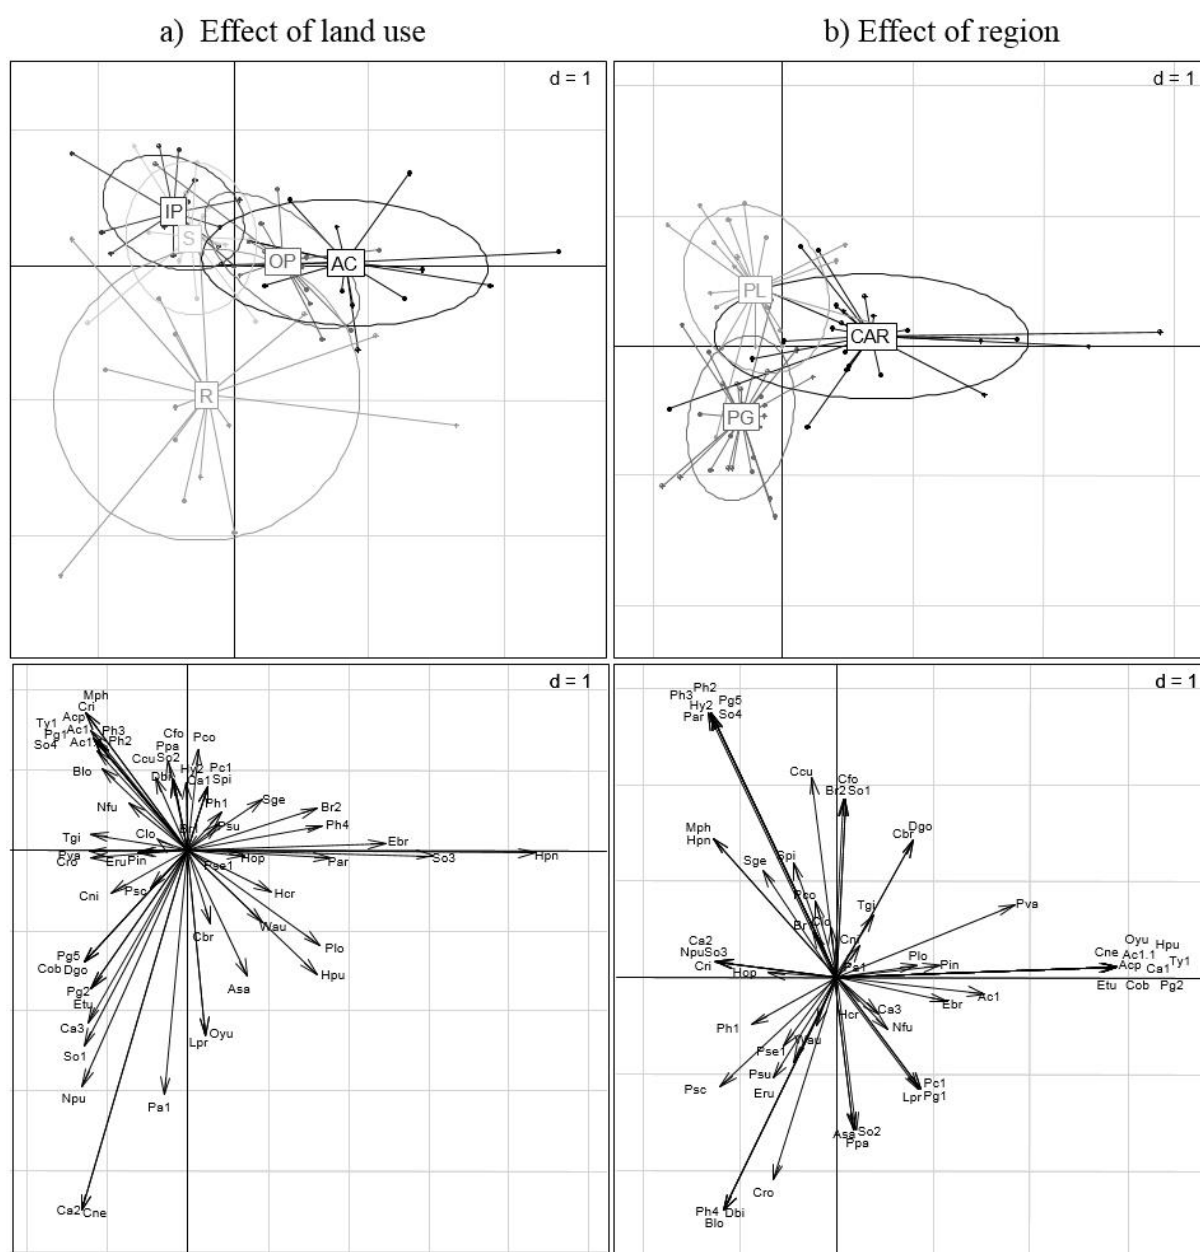 a) Effect of land use
b) Effect of region
d = 1
IP
S
OP
AC
R
d = 1
PL
CAR
PG
d = 1
Mph
Cri
Acp
Ty1
Ac1
Ph3
Pg1
Ac1.
Ph2
So4
Blo
Cfo
Pco
Ppa
Ccu
So2
Hy2
Pc1
Dbi
Ca1
Spi
Nfu
Ph1
Sge
Br2
Psu
Ph4
Tgi
Clo
Ebr
Pva
Cro
Eru
Pin
Pse1
Hop
Par
So3
Hpn
Cni
Psc
Hcr
Cbr
Wau
Plo
Pg5
Cob
Dgo
Hpu
Pg2
Asa
Etu
Ca3
Lpr
Oyu
So1
Npu
Pa1
Ca2
Cne
d = 1
Ph3
Ph2
Hy2
Pg5
Par
So4
Ccu
Cfo
Br2
So1
Mph
Hpn
Dgo
Cbr
Sge
Spi
Pco
Tgi
Pva
Clo
Cni
Ca2
Npu
So3
Cri
Hop
Plo
Pin
Cne
Oyu
Hpu
Ac1.1
Acp
Ca1
Ty1
Etu
Cob
Pg2
Ebr
Ac1
Ca3
Hcr
Nfu
Ph1
Wau
Pse1
Psu
Psc
Eru
Pc1
Lpr
Pg1
Asa
So2
Ppa
Cro
Ph4
Dbi
Blo